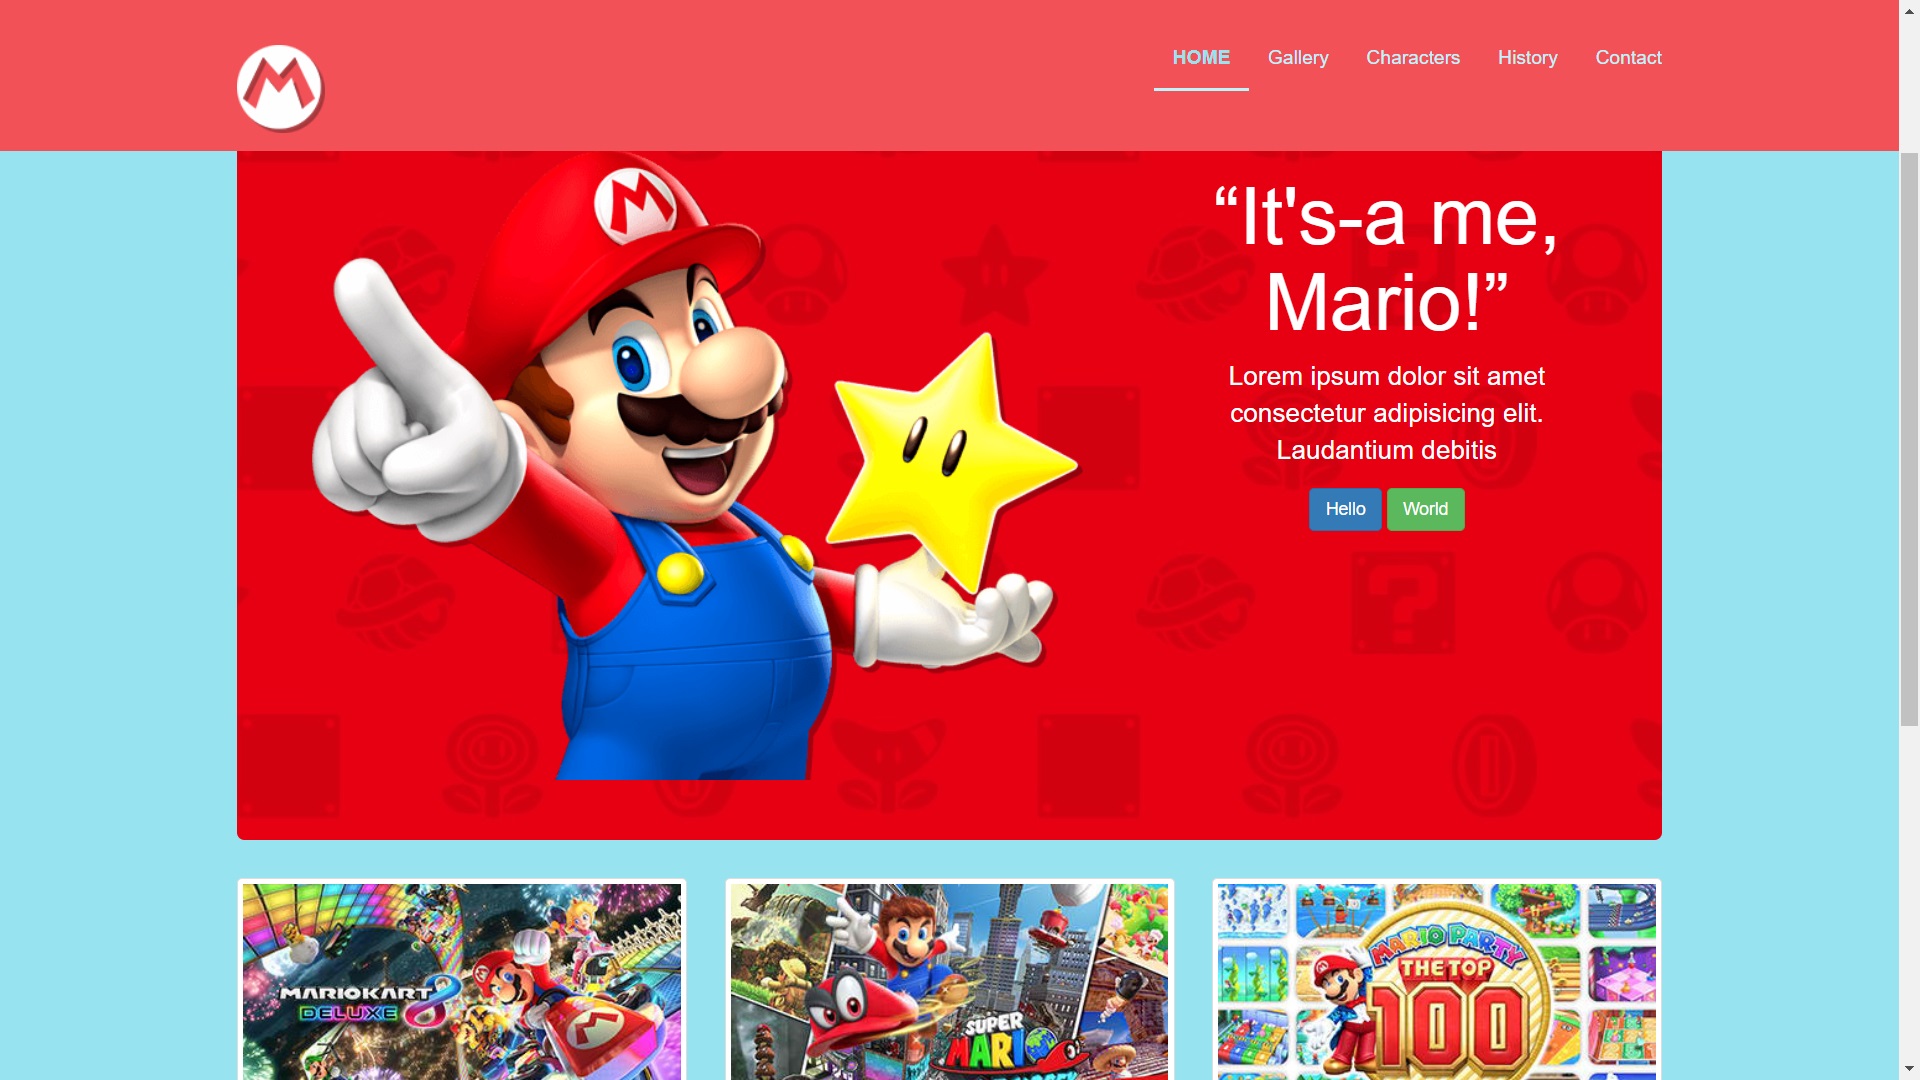 M
HOME Gallery Characters History Contact
M
“It's-a me,
Mario!”
Lorem ipsum dolor sit amet
consectetur adipisicing elit.
Laudantium debitis
Hello World
MARIOKART 8
DELUXE
SUPER
MARIO
MARIO PARTY
THE TOP
100